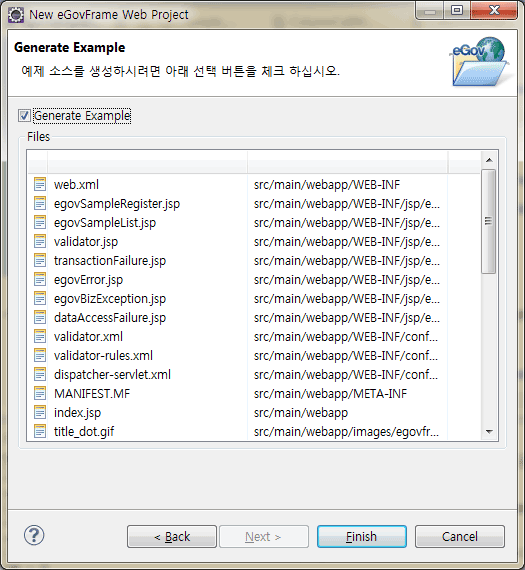 New eGovFrame Web Project
Generate Example
예제 소스를 생성하시려면 아래 선택 버튼을 체크 하십시오.
eGov
Generate Example
Files
web.xml src/main/webapp/WEB-INF
egovSampleRegister.jsp src/main/webapp/WEB-INF/jsp/e...
egovSampleList.jsp src/main/webapp/WEB-INF/jsp/e...
validator.jsp src/main/webapp/WEB-INF/jsp/e...
transactionFailure.jsp src/main/webapp/WEB-INF/jsp/e...
egovError.jsp src/main/webapp/WEB-INF/jsp/e...
egovBizException.jsp src/main/webapp/WEB-INF/jsp/e...
dataAccessFailure.jsp src/main/webapp/WEB-INF/jsp/e...
validator.xml src/main/webapp/WEB-INF/conf...
validator-rules.xml src/main/webapp/WEB-INF/conf...
dispatcher-servlet.xml src/main/webapp/WEB-INF/conf...
MANIFEST.MF src/main/webapp/META-INF
index.jsp src/main/webapp
title_dot.gif src/main/webapp/images/egovfr...
? < Back Next > Finish Cancel